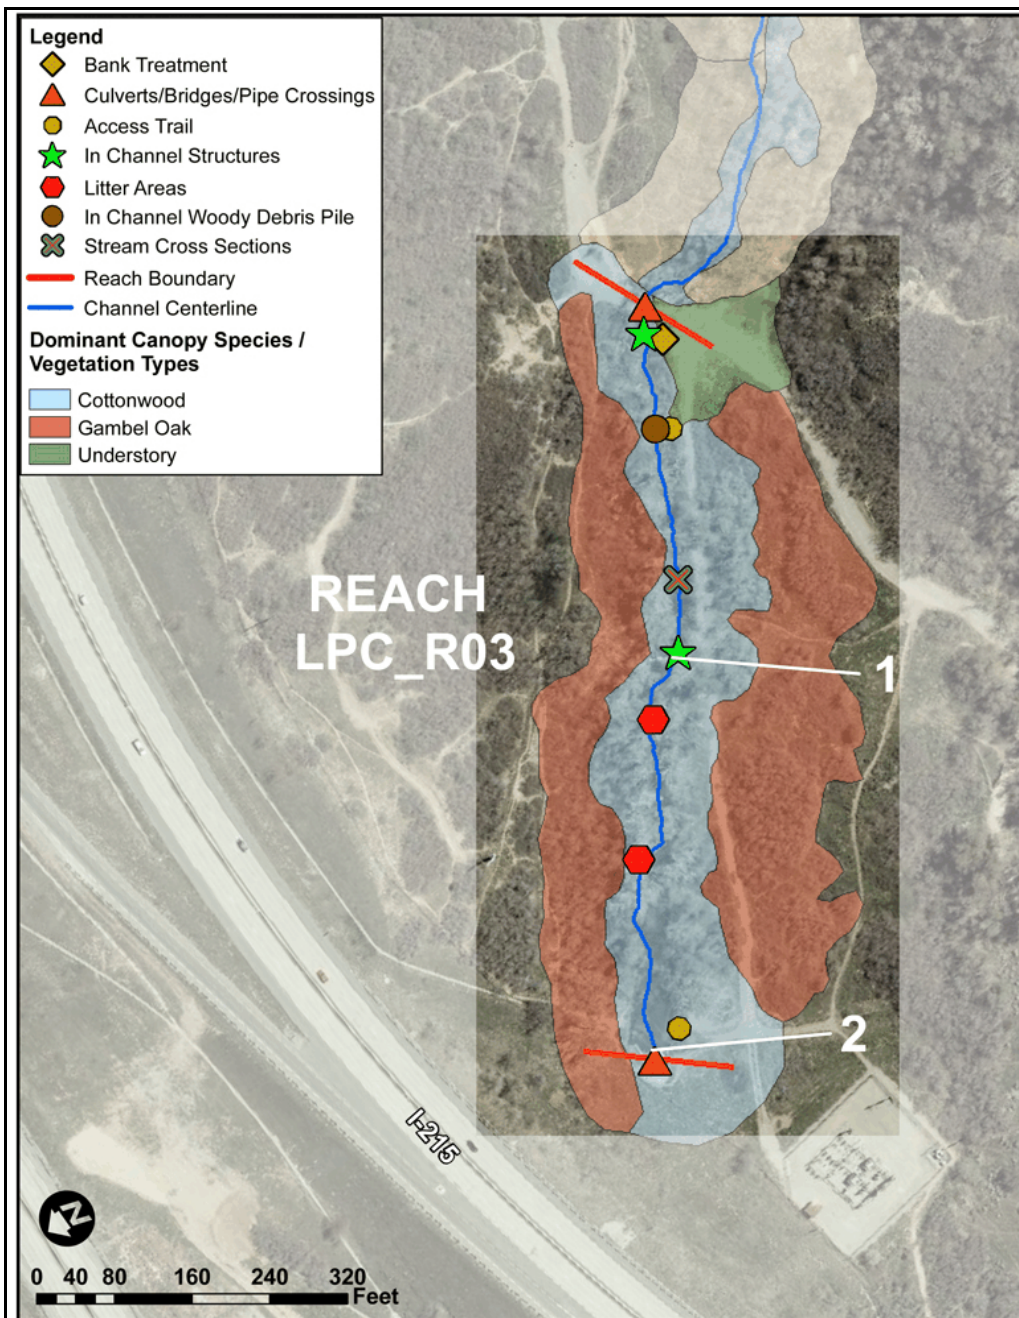 Legend
Bank Treatment
Culverts/Bridges/Pipe Crossings
Access Trail
In Channel Structures
Litter Areas
In Channel Woody Debris Pile
Stream Cross Sections
Reach Boundary
Channel Centerline
Dominant Canopy Species /
Vegetation Types
Cottonwood
Gambel Oak
Understory
REACH
LPC_R03
1
2
I-215
N
0 40 80 160 240 320
Feet